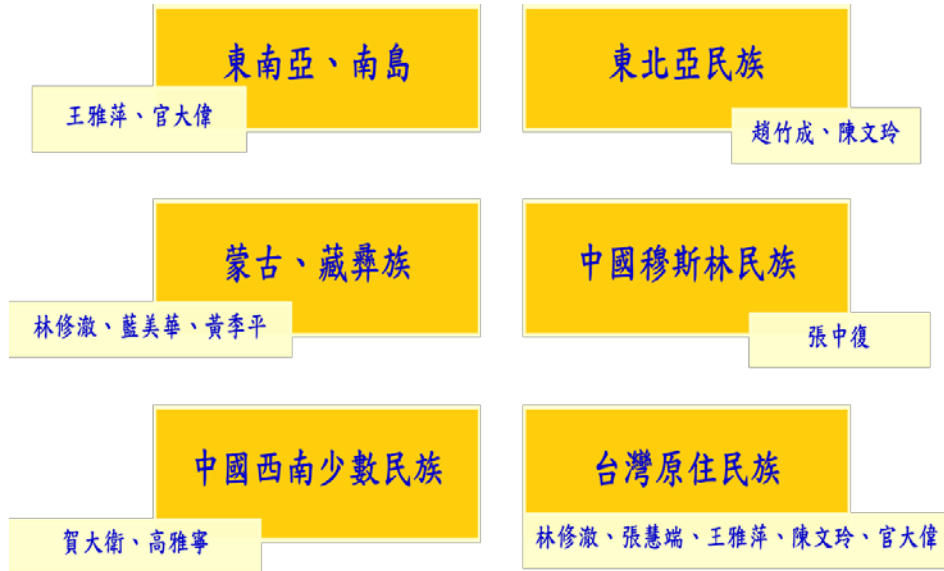 東南亞、南島
王雅萍、官大偉
東北亞民族
趙竹成、陳文玲
蒙古、藏彝族
林修澈、藍美華、黃季平
中國穆斯林民族
張中復
中國西南少數民族
賀大衛、高雅寧
台灣原住民族
林修澈、張慧端、王雅萍、陳文玲、官大偉